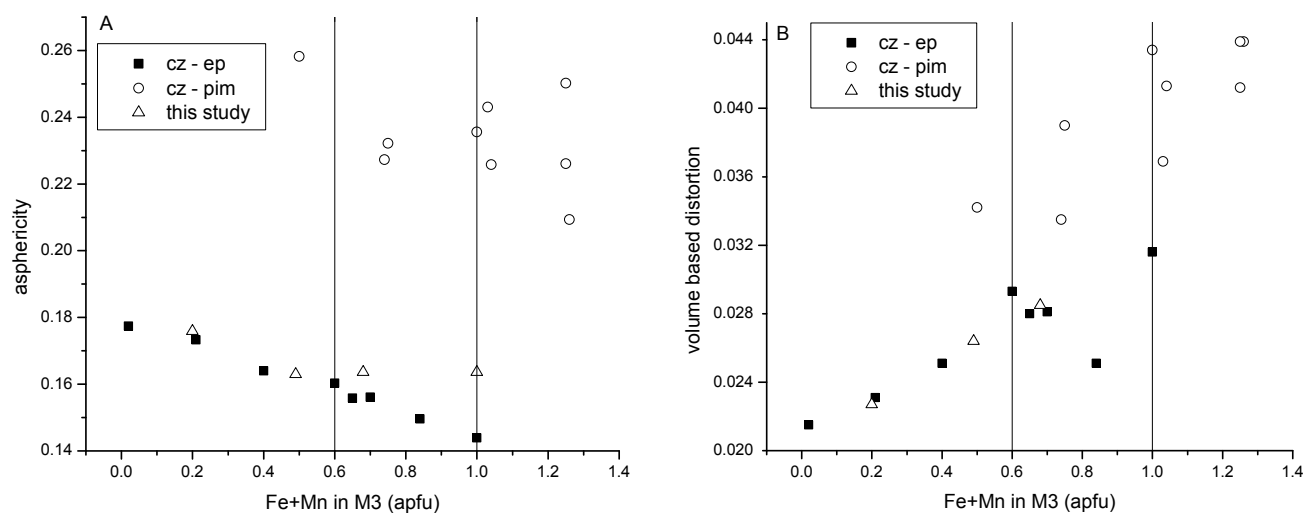 A
cz - ep
cz - pim
this study
0.26
0.24
0.22
0.20
0.18
0.16
0.14
asphericity
0.0 0.2 0.4 0.6 0.8 1.0 1.2 1.4
Fe+Mn in M3 (apfu)
B
cz - ep
cz - pim
this study
0.044
0.040
0.036
0.032
0.028
0.024
0.020
volume based distortion
0.0 0.2 0.4 0.6 0.8 1.0 1.2 1.4
Fe+Mn in M3 (apfu)